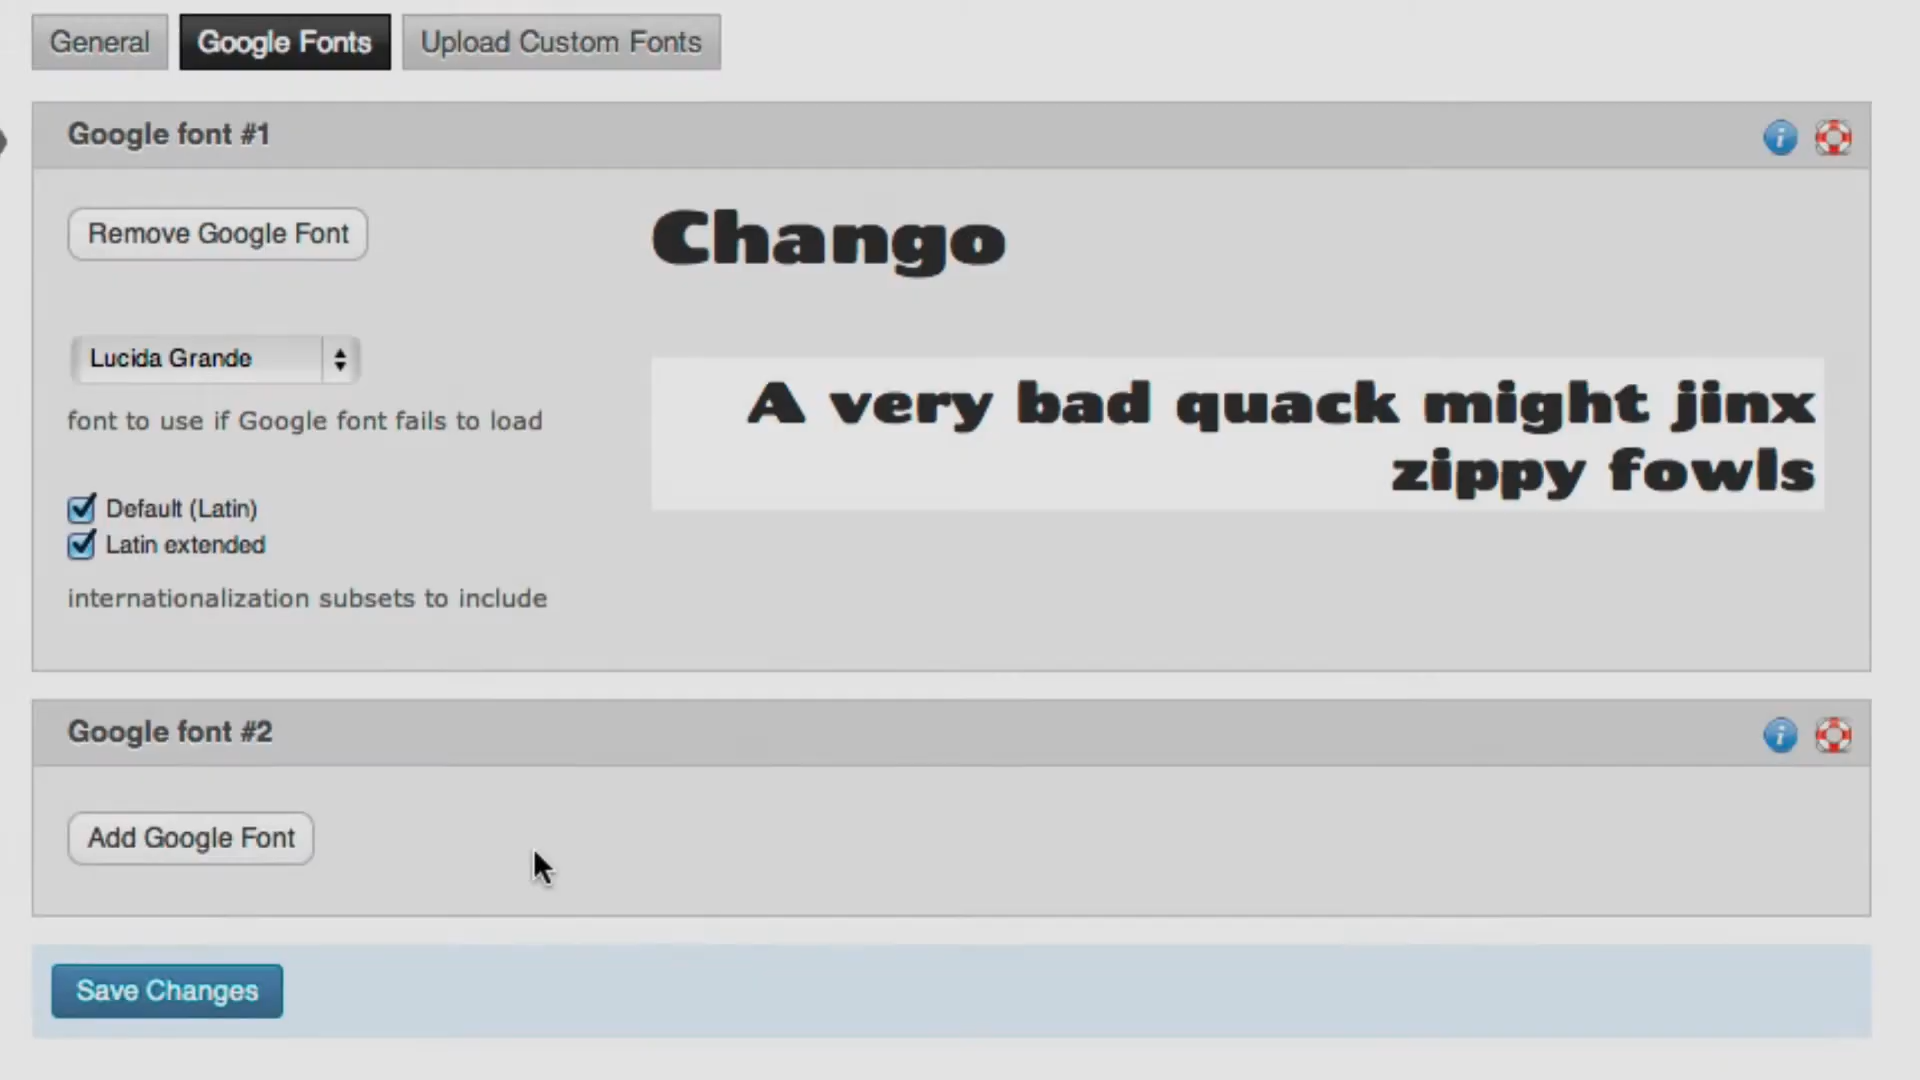 General
Google Fonts
Upload Custom Fonts
Google font #1
Remove Google Font
Chango
Lucida Grande
font to use if Google font fails to load
A very bad quack might jinx
zippy fowls
Default (Latin)
Latin extended
internationalization subsets to include
Google font #2
Add Google Font
Save Changes